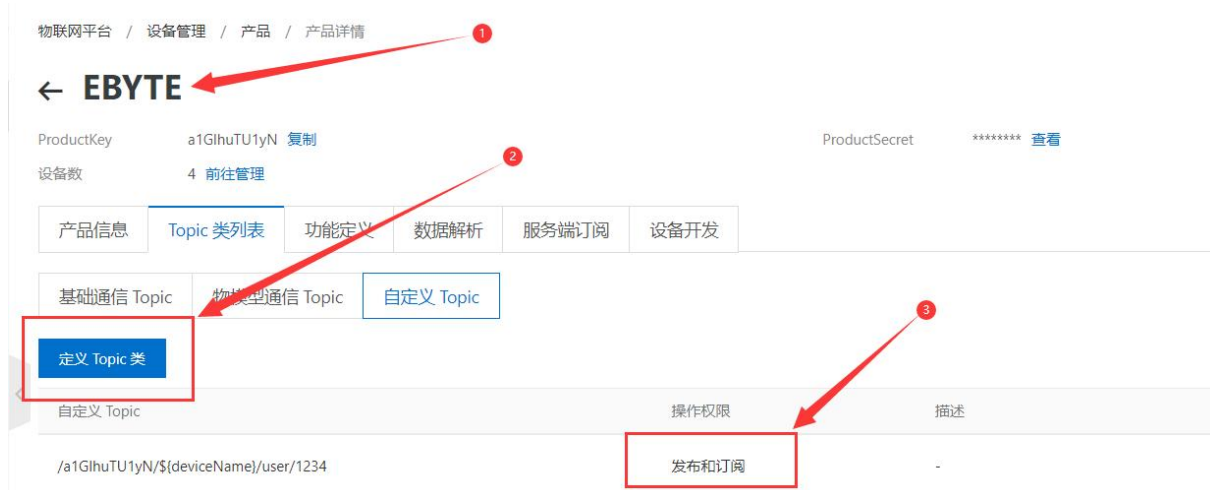 物联网平台 / 设备管理 / 产品 / 产品详情
1
← EBYTE
ProductKey a1GlhuTU1yN 复制 ProductSecret ******** 查看
2
设备数 4 前往管理
产品信息 Topic 类列表 功能定义 数据解析 服务端订阅 设备开发
基础通信 Topic 物模型通信 Topic 自定义 Topic
3
定义 Topic 类
自定义 Topic 操作权限 描述
/a1GlhuTU1yN/${deviceName}/user/1234 发布和订阅 -